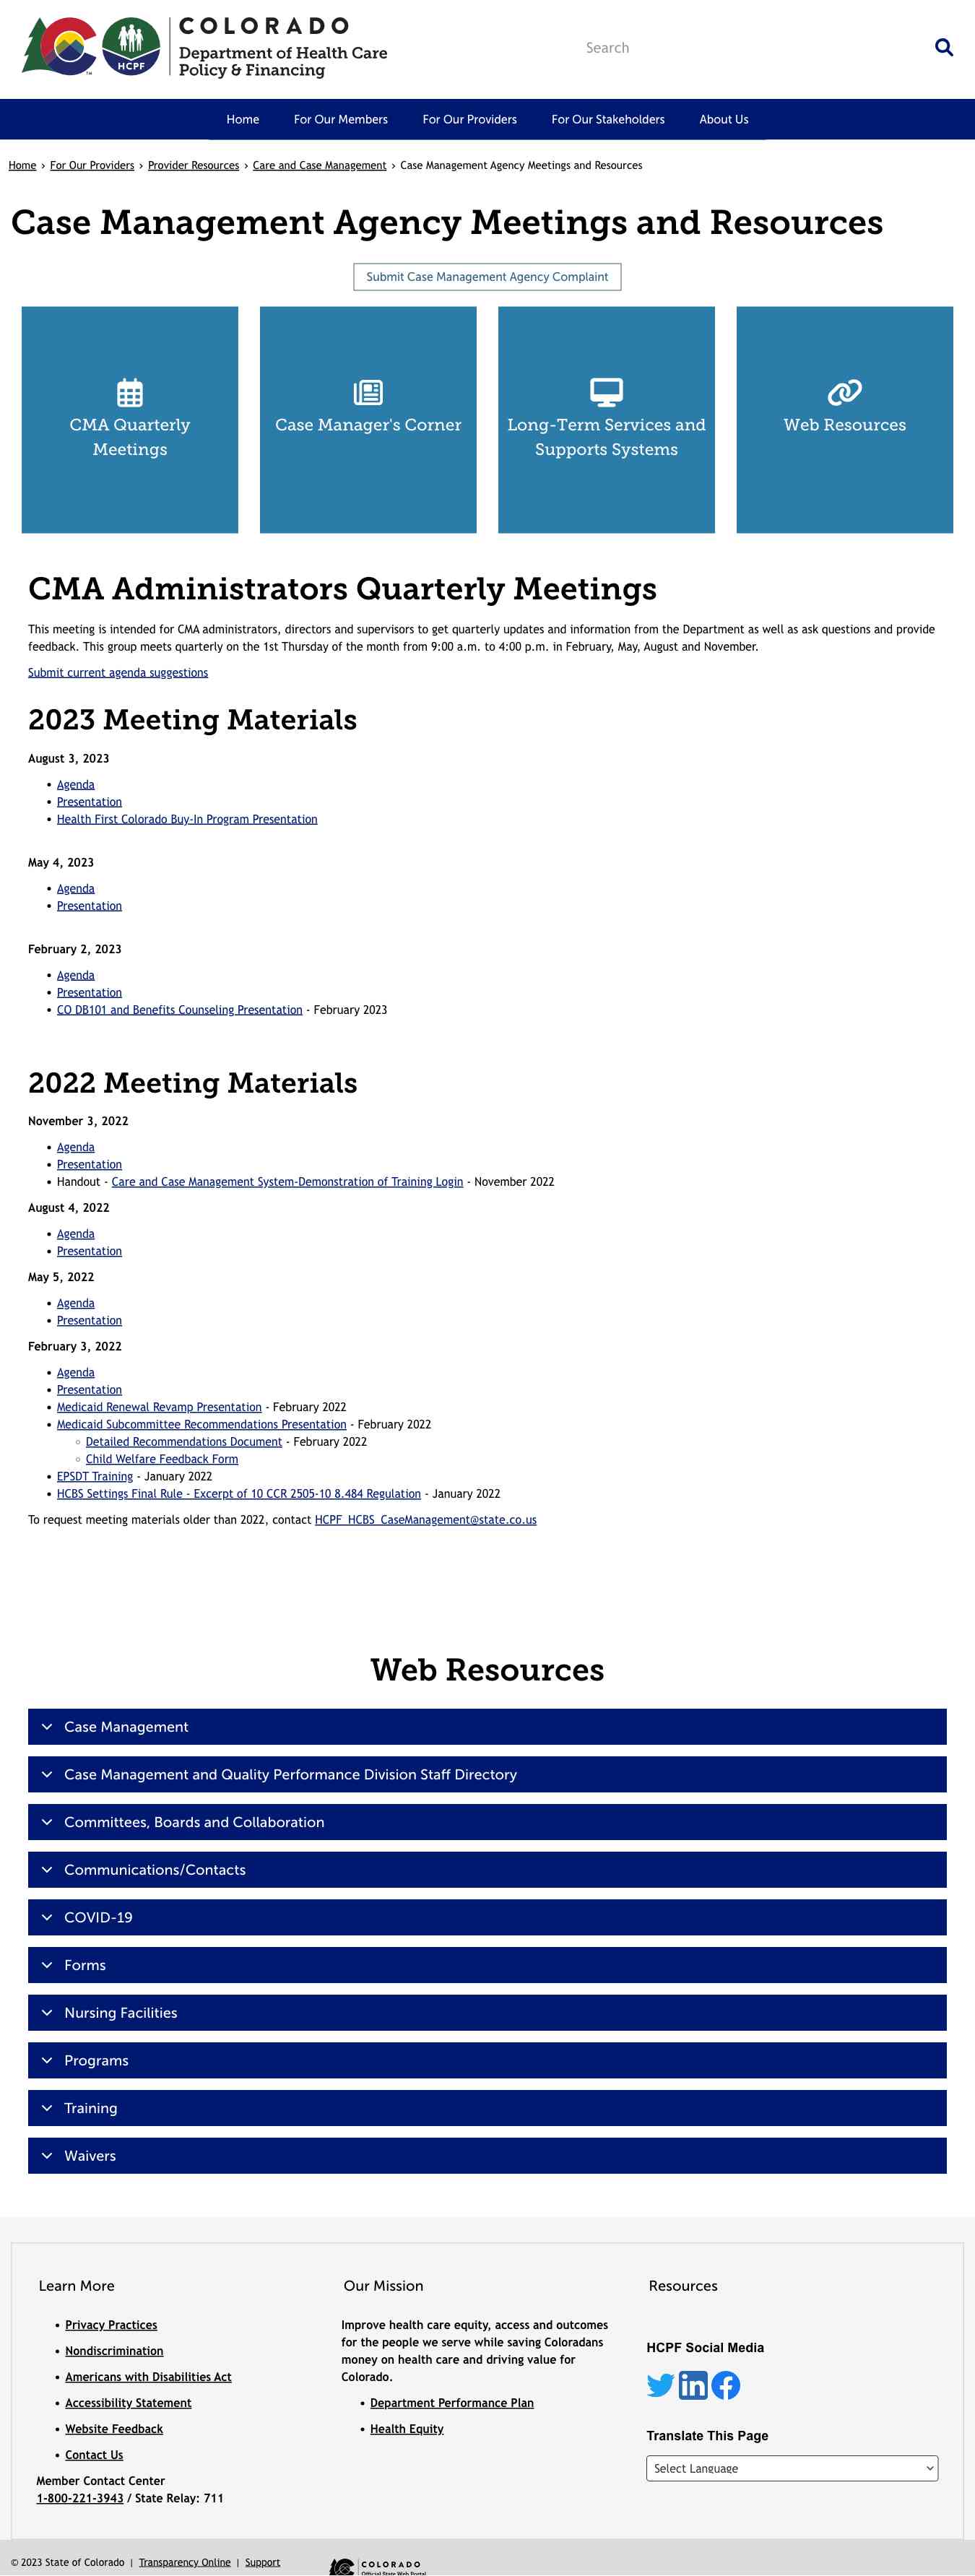 COLORADO
Department of Health Care
Policy & Financing
HCPF
TM
Search
Home
For Our Members
For Our Providers
For Our Stakeholders
About Us
Home › For Our Providers › Provider Resources › Care and Case Management › Case Management Agency Meetings and Resources
Case Management Agency Meetings and Resources
Submit Case Management Agency Complaint
CMA Quarterly
Meetings
Case Manager's Corner
Long-Term Services and
Supports Systems
Web Resources
CMA Administrators Quarterly Meetings
This meeting is intended for CMA administrators, directors and supervisors to get quarterly updates and information from the Department as well as ask questions and provide
feedback. This group meets quarterly on the 1st Thursday of the month from 9:00 a.m. to 4:00 p.m. in February, May, August and November.
Submit current agenda suggestions
2023 Meeting Materials
August 3, 2023
• Agenda
• Presentation
• Health First Colorado Buy-In Program Presentation
May 4, 2023
• Agenda
• Presentation
February 2, 2023
• Agenda
• Presentation
• CO DB101 and Benefits Counseling Presentation - February 2023
2022 Meeting Materials
November 3, 2022
• Agenda
• Presentation
• Handout - Care and Case Management System-Demonstration of Training Login - November 2022
August 4, 2022
• Agenda
• Presentation
May 5, 2022
• Agenda
• Presentation
February 3, 2022
• Agenda
• Presentation
• Medicaid Renewal Revamp Presentation - February 2022
• Medicaid Subcommittee Recommendations Presentation - February 2022
◦ Detailed Recommendations Document - February 2022
◦ Child Welfare Feedback Form
• EPSDT Training - January 2022
• HCBS Settings Final Rule - Excerpt of 10 CCR 2505-10 8.484 Regulation - January 2022
To request meeting materials older than 2022, contact HCPF_HCBS_CaseManagement@state.co.us
Web Resources
Case Management
Case Management and Quality Performance Division Staff Directory
Committees, Boards and Collaboration
Communications/Contacts
COVID-19
Forms
Nursing Facilities
Programs
Training
Waivers
Learn More
• Privacy Practices
• Nondiscrimination
• Americans with Disabilities Act
• Accessibility Statement
• Website Feedback
• Contact Us
Member Contact Center
1-800-221-3943 / State Relay: 711
Our Mission
Improve health care equity, access and outcomes
for the people we serve while saving Coloradans
money on health care and driving value for
Colorado.
• Department Performance Plan
• Health Equity
Resources
HCPF Social Media
Translate This Page
Select Language
© 2023 State of Colorado | Transparency Online | Support
COLORADO
Official State Web Portal